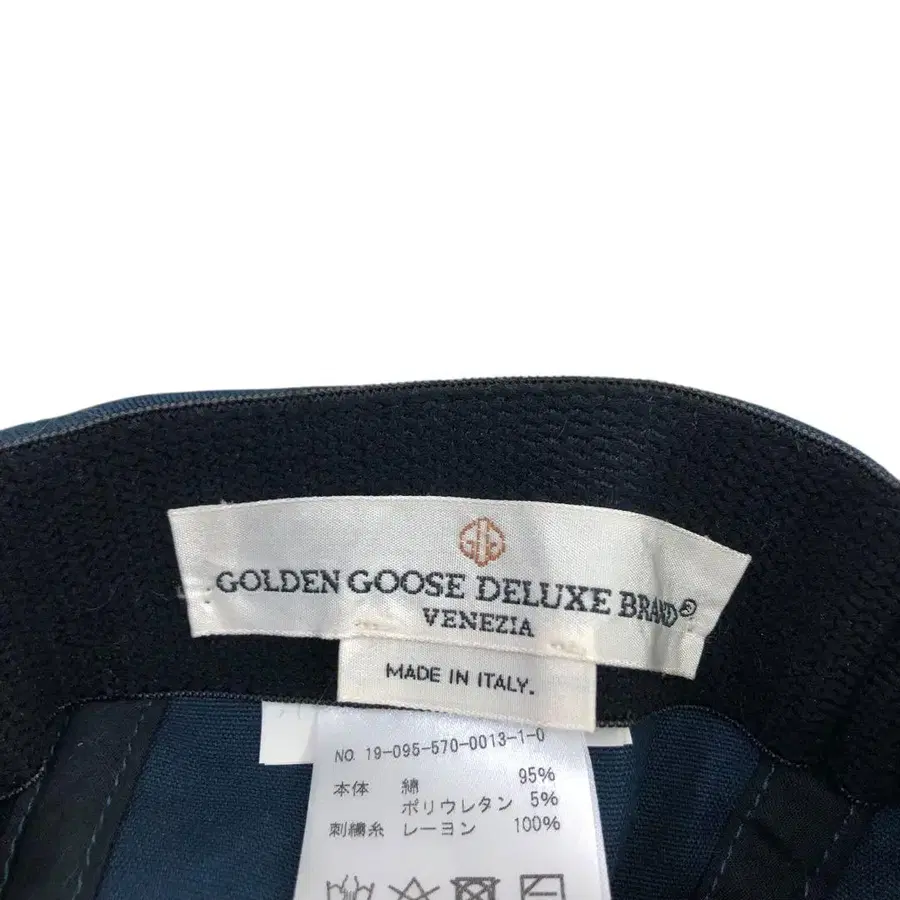 GOLDEN GOOSE DELUXE BRAND®
VENEZIA
MADE IN ITALY.
NO. 19-095-570-0013-1-0
本体 綿 95%
ポリウレタン 5%
刺繍糸 レーヨン 100%